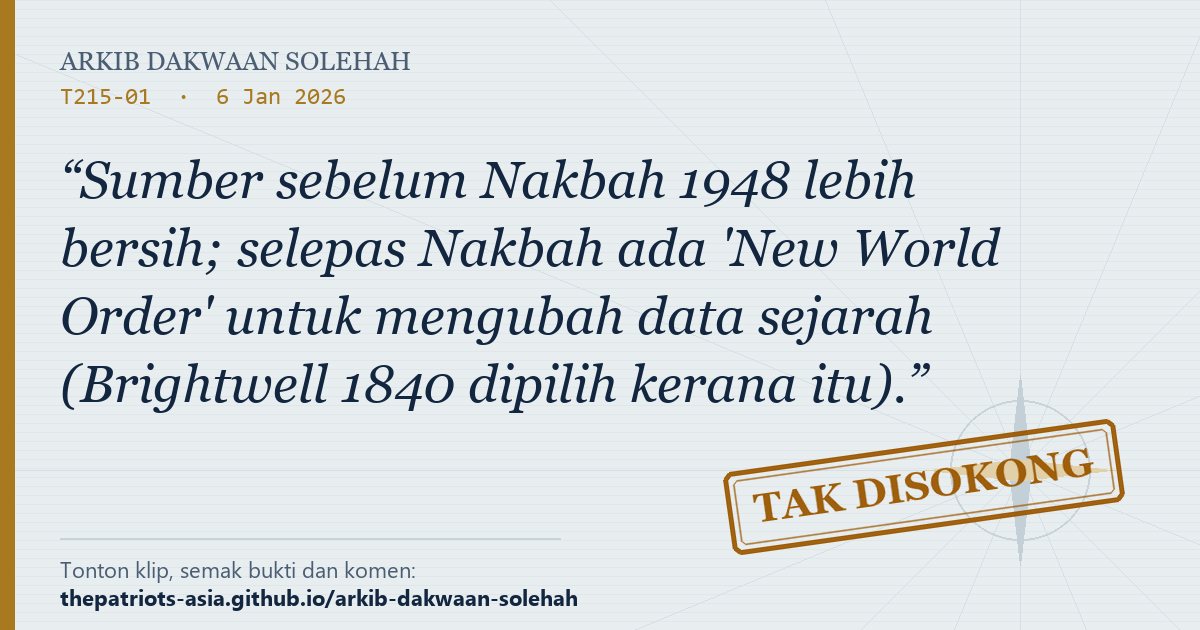 ARKIB DAKWAAN SOLEHAH
T215-01 · 6 Jan 2026
“Sumber sebelum Nakbah 1948 lebih
bersih; selepas Nakbah ada 'New World
Order' untuk mengubah data sejarah
(Brightwell 1840 dipilih kerana itu).”
TAK DISOKONG
Tonton klip, semak bukti dan komen:
thepatriots-asia.github.io/arkib-dakwaan-solehah